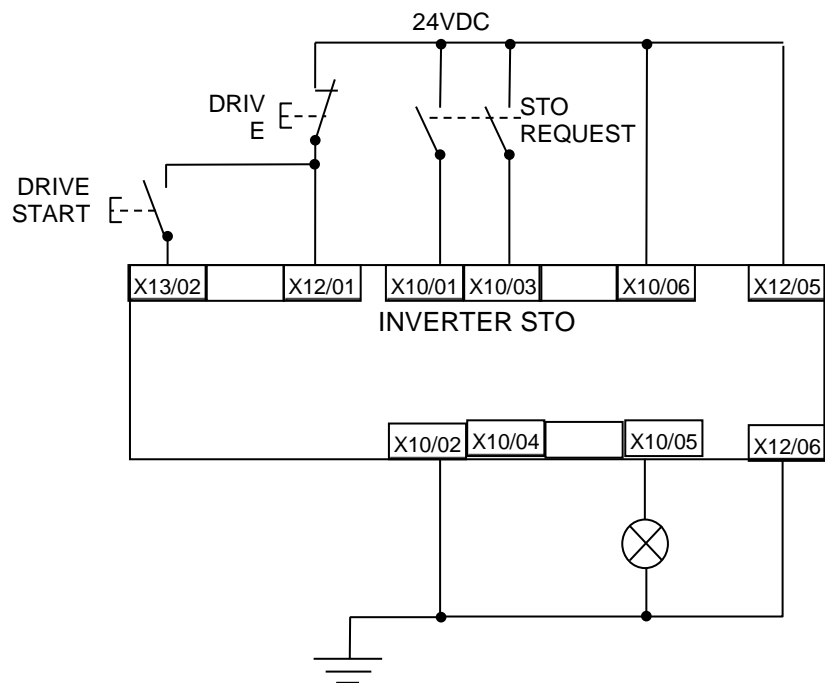 24VDC
DRIV
E
STO
REQUEST
DRIVE
START
X13/02
X12/01
X10/01
X10/03
X10/06
X12/05
INVERTER STO
X10/02
X10/04
X10/05
X12/06